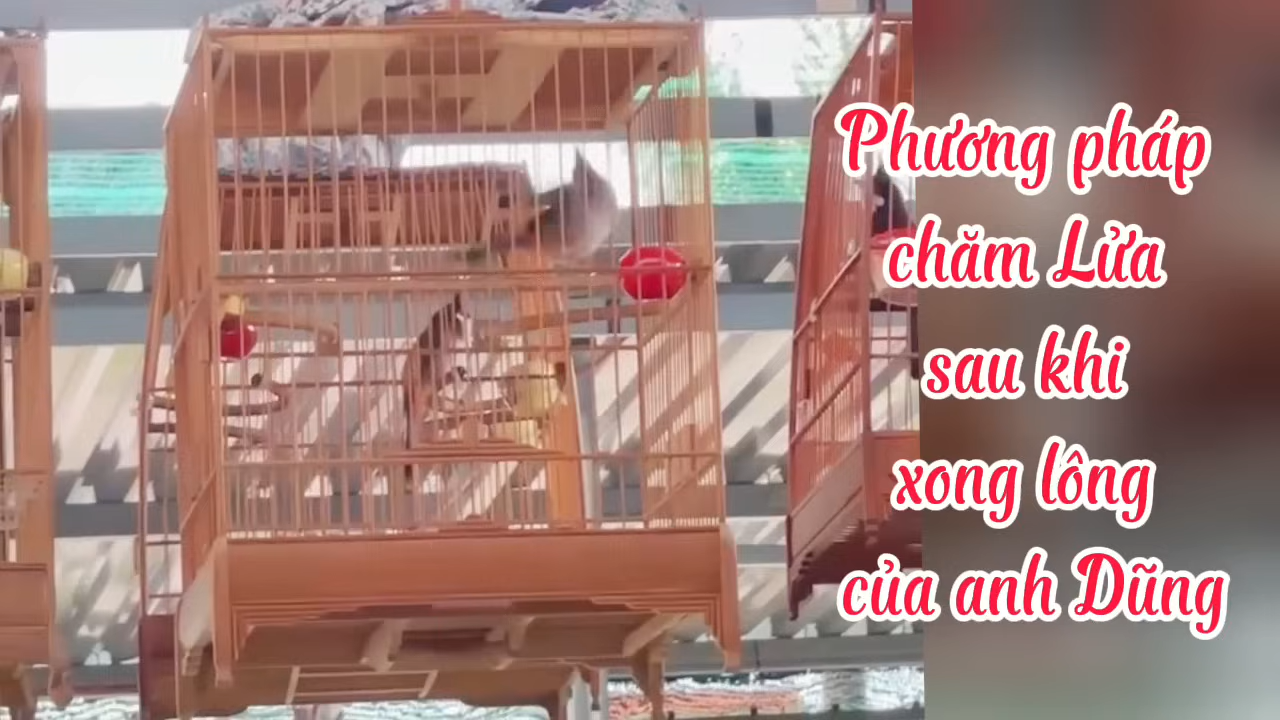 Phương pháp
chăm Lửa
sau khi
xong lông
của anh Dũng